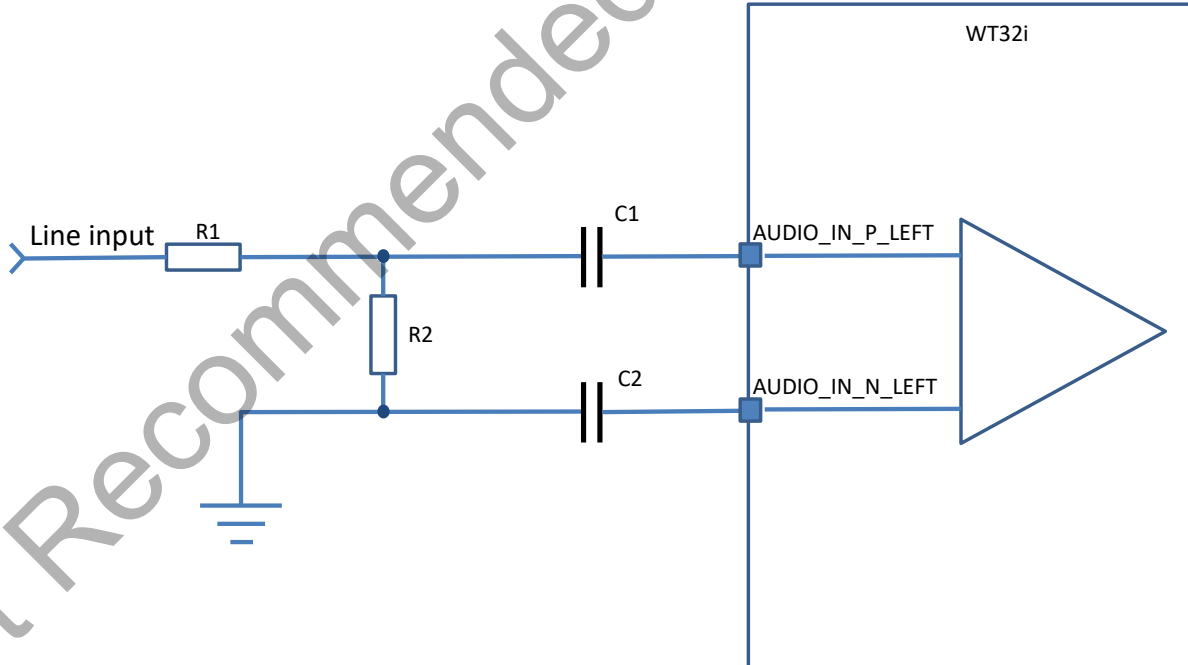 WT32i
Recommended
Line input
R1
C1
AUDIO_IN_P_LEFT
R2
C2
AUDIO_IN_N_LEFT